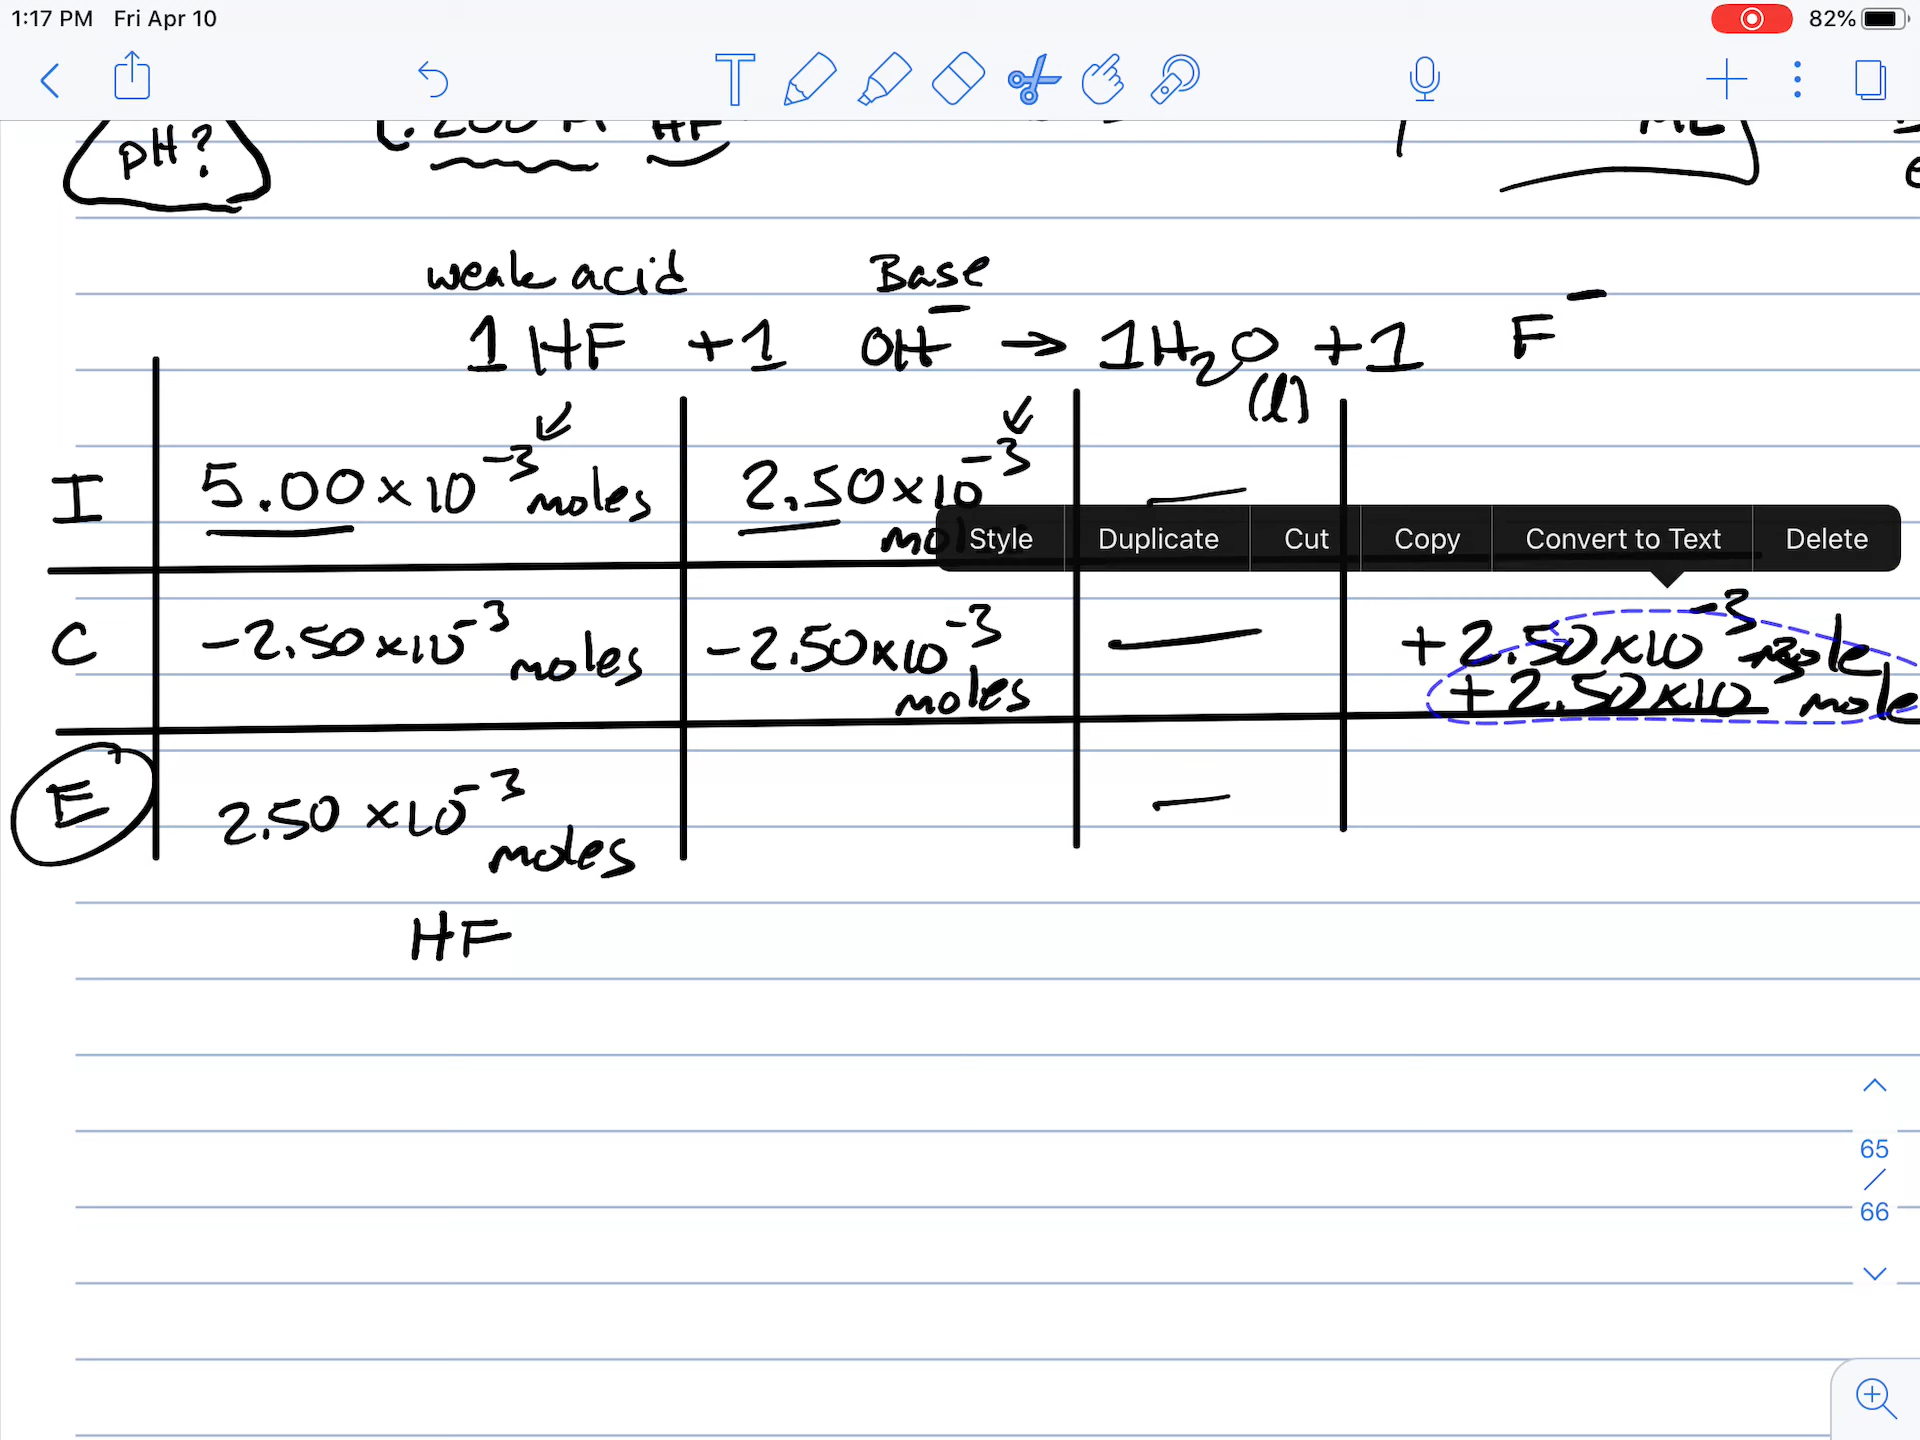 1:17 PM Fri Apr 10 82%
T
pH? HF ML
weak acid Base
1 HF +1 OH⁻ → 1H₂O +1 F⁻
(l)
I 5.00 x 10⁻³ moles 2.50 x 10⁻³ —
moles
Style Duplicate Cut Copy Convert to Text Delete
C -2.50 x 10⁻³ moles -2.50 x 10⁻³ moles — +2.50 x 10⁻³ mole
+2.50 x 10⁻³ mole
E 2.50 x 10⁻³ moles —
HF
65
/
66